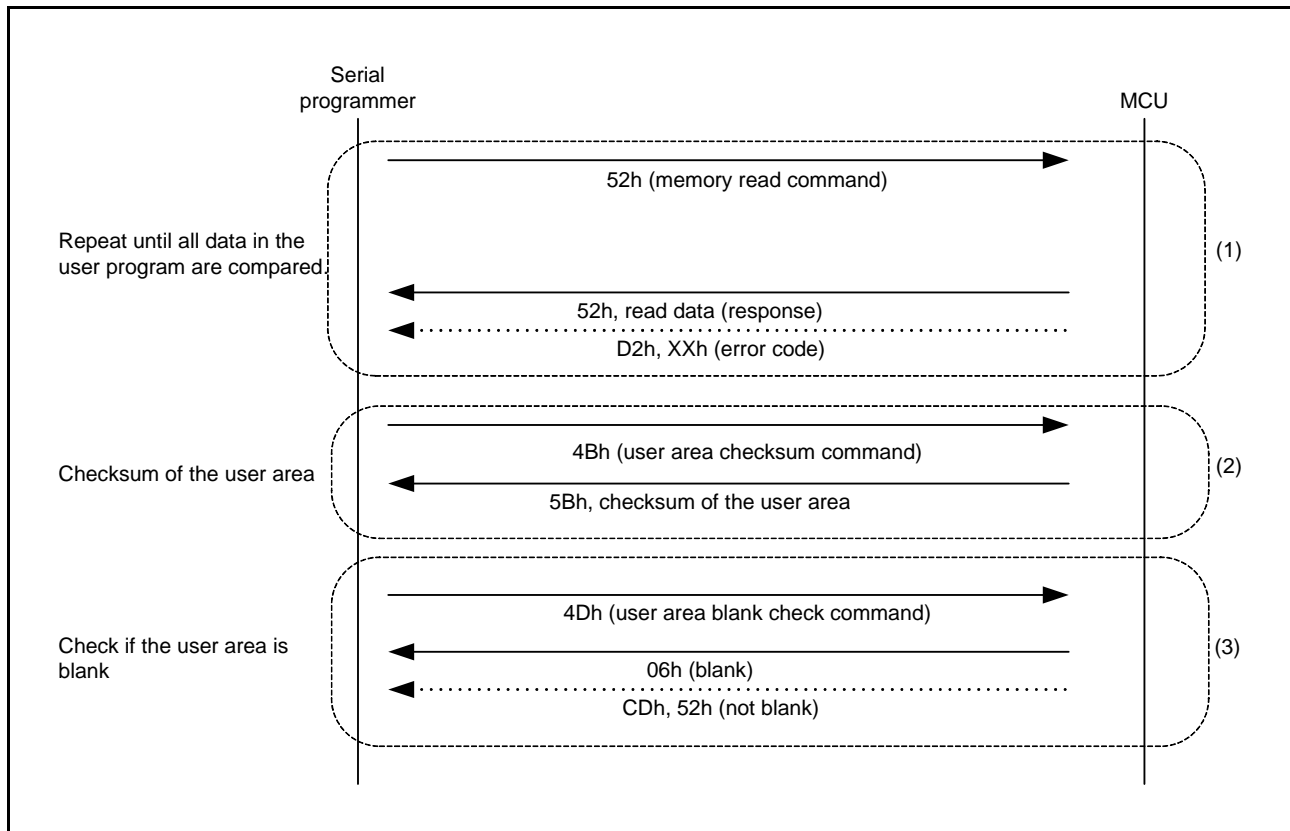 Serial
programmer
MCU
52h (memory read command)
Repeat until all data in the
user program are compared.
(1)
52h, read data (response)
D2h, XXh (error code)
4Bh (user area checksum command)
Checksum of the user area
(2)
5Bh, checksum of the user area
4Dh (user area blank check command)
Check if the user area is
blank
(3)
06h (blank)
CDh, 52h (not blank)